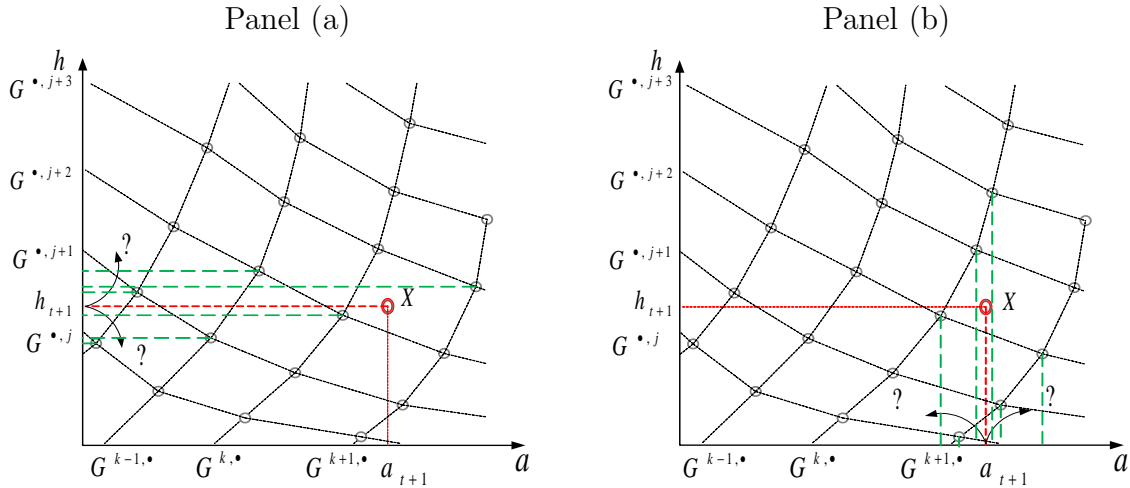 Panel (a)
h
G •, j+3
G •, j+2
G •, j+1
h t+1
G •, j
?
?
X
G k-1, •
G k, •
G k+1, •
a t+1
a
Panel (b)
h
G •, j+3
G •, j+2
G •, j+1
h t+1
G •, j
X
?
?
G k-1, •
G k, •
G k+1, •
a t+1
a